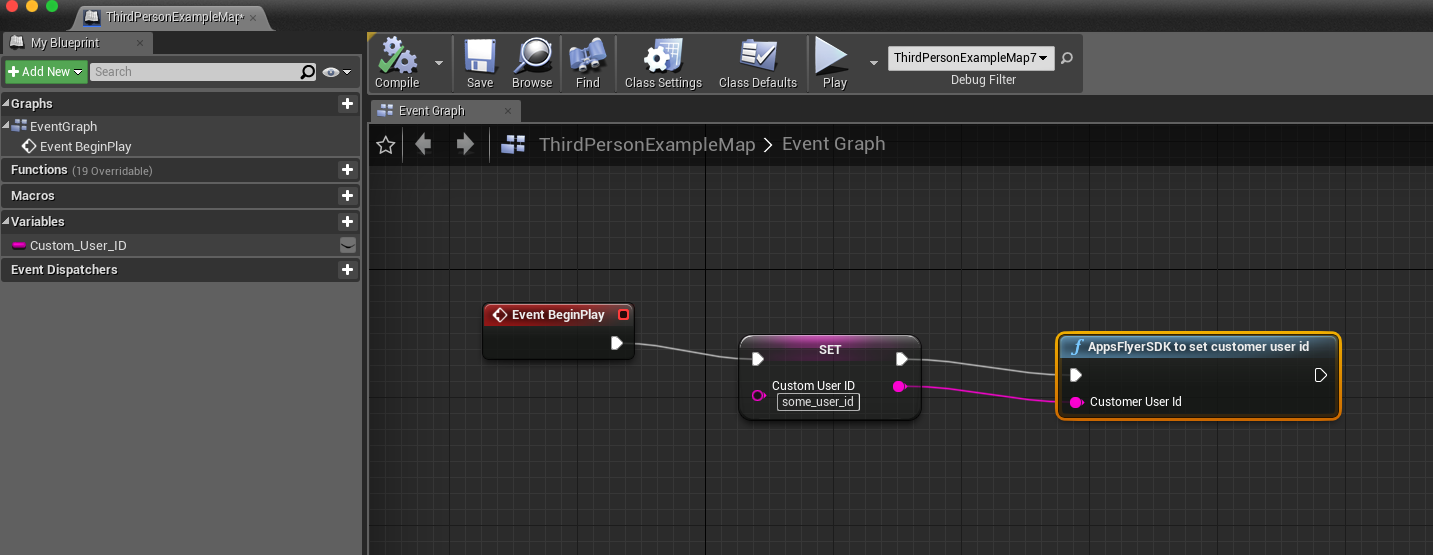 ThirdPersonExampleMap*
My Blueprint
Add New
Search
Graphs
EventGraph
Event BeginPlay
Functions (19 Overridable)
Macros
Variables
Custom_User_ID
Event Dispatchers
Compile
Save
Browse
Find
Class Settings
Class Defaults
Play
ThirdPersonExampleMap7
Debug Filter
Event Graph
ThirdPersonExampleMap > Event Graph
Event BeginPlay
SET
Custom User ID
some_user_id
f AppsFlyerSDK to set customer user id
Customer User Id